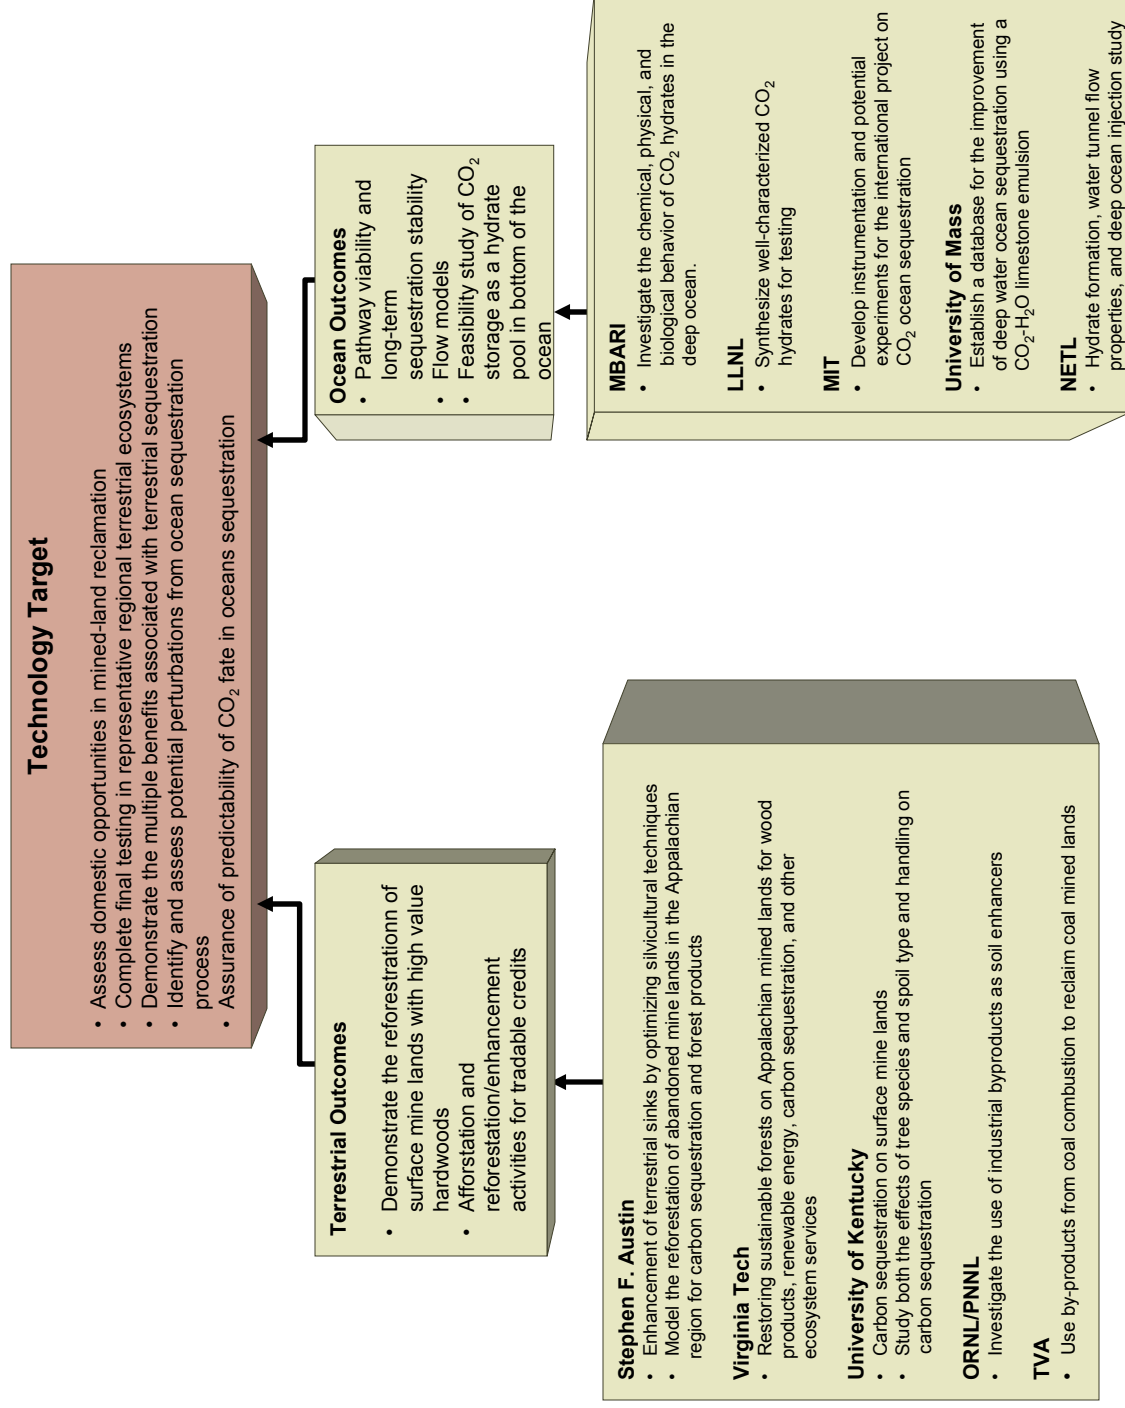 Technology Target
• Assess domestic opportunities in mined-land reclamation
• Complete final testing in representative regional terrestrial ecosystems
• Demonstrate the multiple benefits associated with terrestrial sequestration
• Identify and assess potential perturbations from ocean sequestration
process
• Assurance of predictability of CO₂ fate in oceans sequestration
Terrestrial Outcomes
• Demonstrate the reforestrationn of
surface mine lands with high value
hardwoods
• Afforstation and
reforestation/enhancement
activities for tradable credits
Ocean Outcomes
• Pathway viability and
long-term
sequestration stability
• Flow models
• Feasibility study of CO₂
storage as a hydrate
pool in bottom of the
ocean
Stephen F. Austin
• Enhancement of terrestrial sinks by optimizing silvicultural techniques
• Model the reforestation of abandoned mine lands in the Appalachian
region for carbon sequestration and forest products
Virginia Tech
• Restoring sustainable forests on Appalachian mined lands for wood
products, renewable energy, carbon sequestration, and other
ecosystem services
University of Kentucky
• Carbon sequestration on surface mine lands
• Study both the effects of tree species and spoil type and handling on
carbon sequestration
ORNL/PNNL
• Investigate the use of industrial byproducts as soil enhancers
TVA
• Use by-products from coal combustion to reclaim coal mined lands
MBARI
• Investigate the chemical, physical, and
biological behavior of CO₂ hydrates in the
deep ocean.
LLNL
• Synthesize well-characterized CO₂
hydrates for testing
MIT
• Develop instrumentation and potential
experiments for the international project on
CO₂ ocean sequestration
University of Mass
• Establish a database for the improvement
of deep water ocean sequestration using a
CO₂-H₂O limestone emulsion
NETL
• Hydrate formation, water tunnel flow
properties, and deep ocean injection study